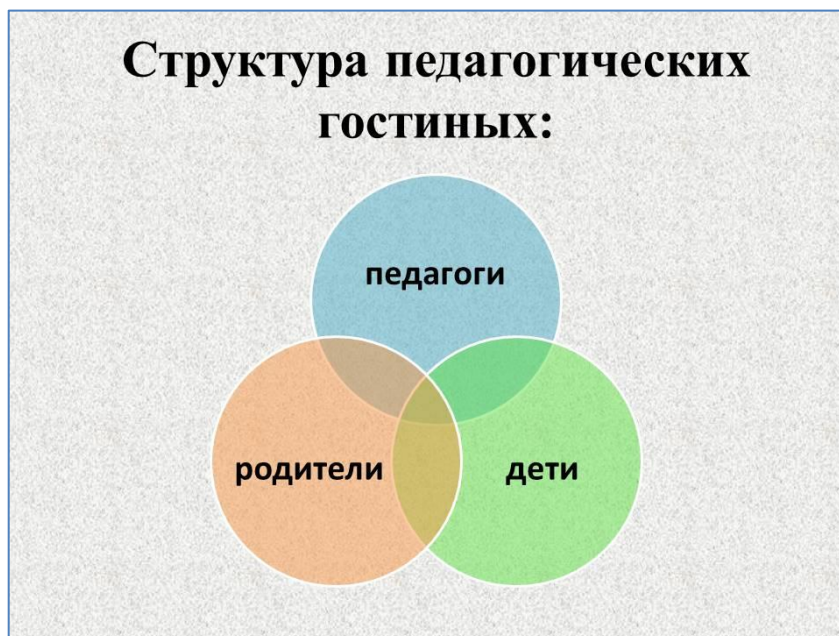 Структура педагогических
гостиных:
педагоги
родители
дети